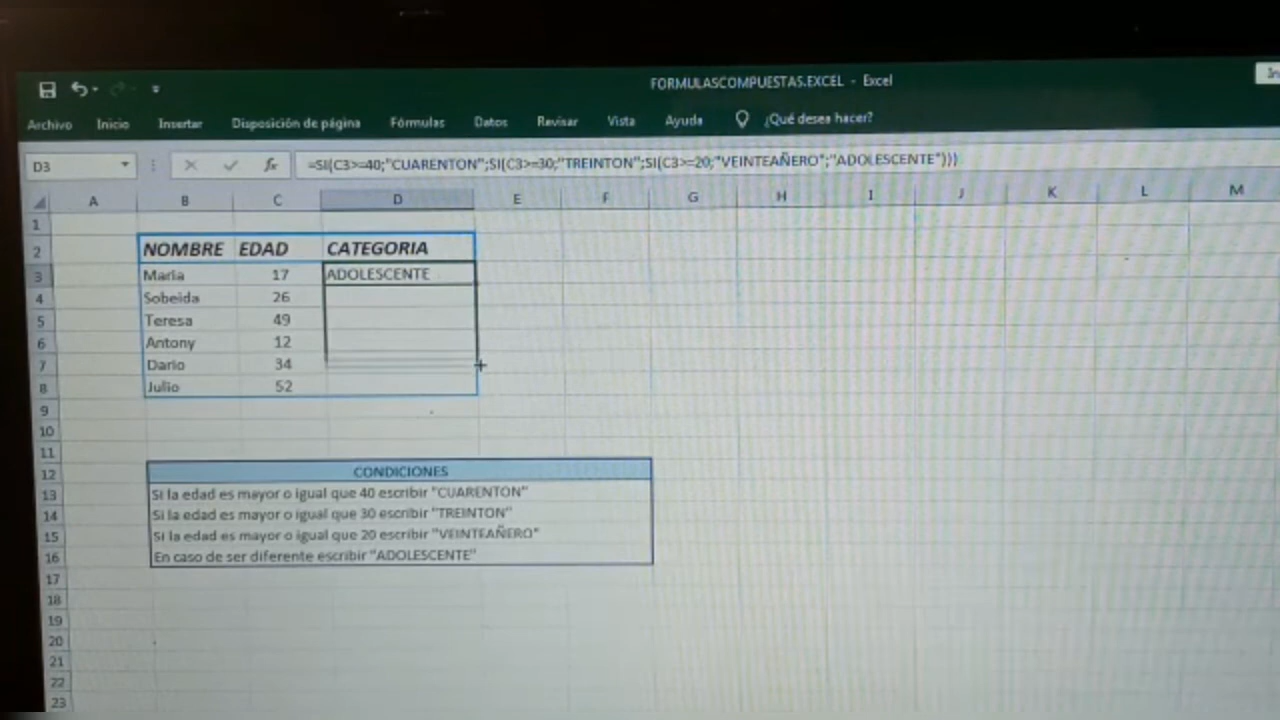 FORMULASCOMPUESTAS.EXCEL - Excel
Archivo Inicio Insertar Disposición de página Fórmulas Datos Revisar Vista Ayuda ¿Qué desea hacer?
D3 fx =SI(C3>=40;"CUARENTON";SI(C3>=30;"TREINTON";SI(C3>=20;"VEINTEAÑERO";"ADOLESCENTE")))
A B C D E F G H I J K L M
1
2 NOMBRE EDAD CATEGORIA
3 Maria 17 ADOLESCENTE
4 Sobeida 26
5 Teresa 49
6 Antony 12
7 Dario 34
8 Julio 52
9
10
11
12 CONDICIONES
13 Si la edad es mayor o igual que 40 escribir "CUARENTON"
14 Si la edad es mayor o igual que 30 escribir "TREINTON"
15 Si la edad es mayor o igual que 20 escribir "VEINTEAÑERO"
16 En caso de ser diferente escribir "ADOLESCENTE"
17
18
19
20
21
22
23